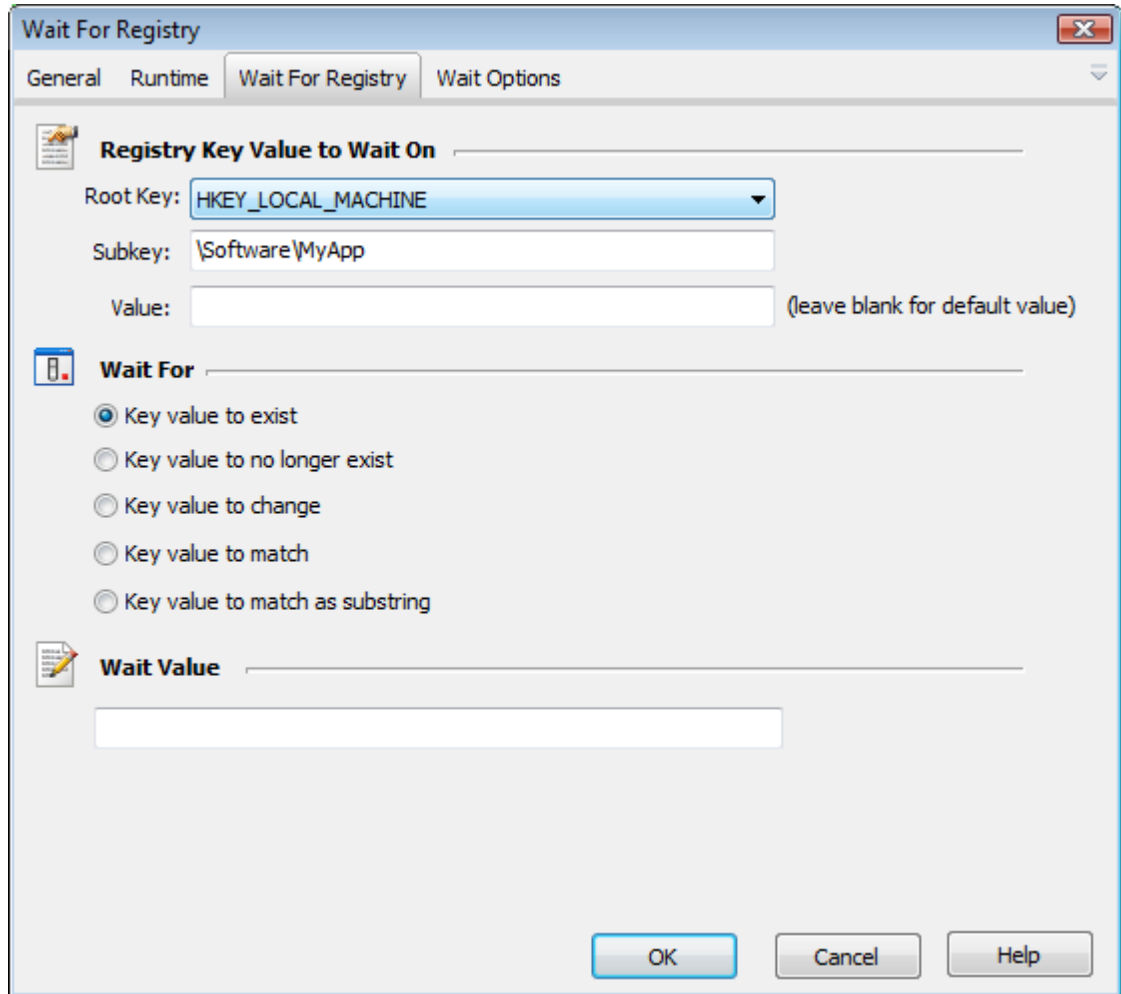 Wait For Registry
General Runtime Wait For Registry Wait Options
Registry Key Value to Wait On
Root Key: HKEY_LOCAL_MACHINE
Subkey: \Software\MyApp
Value: (leave blank for default value)
Wait For
Key value to exist
Key value to no longer exist
Key value to change
Key value to match
Key value to match as substring
Wait Value
OK Cancel Help